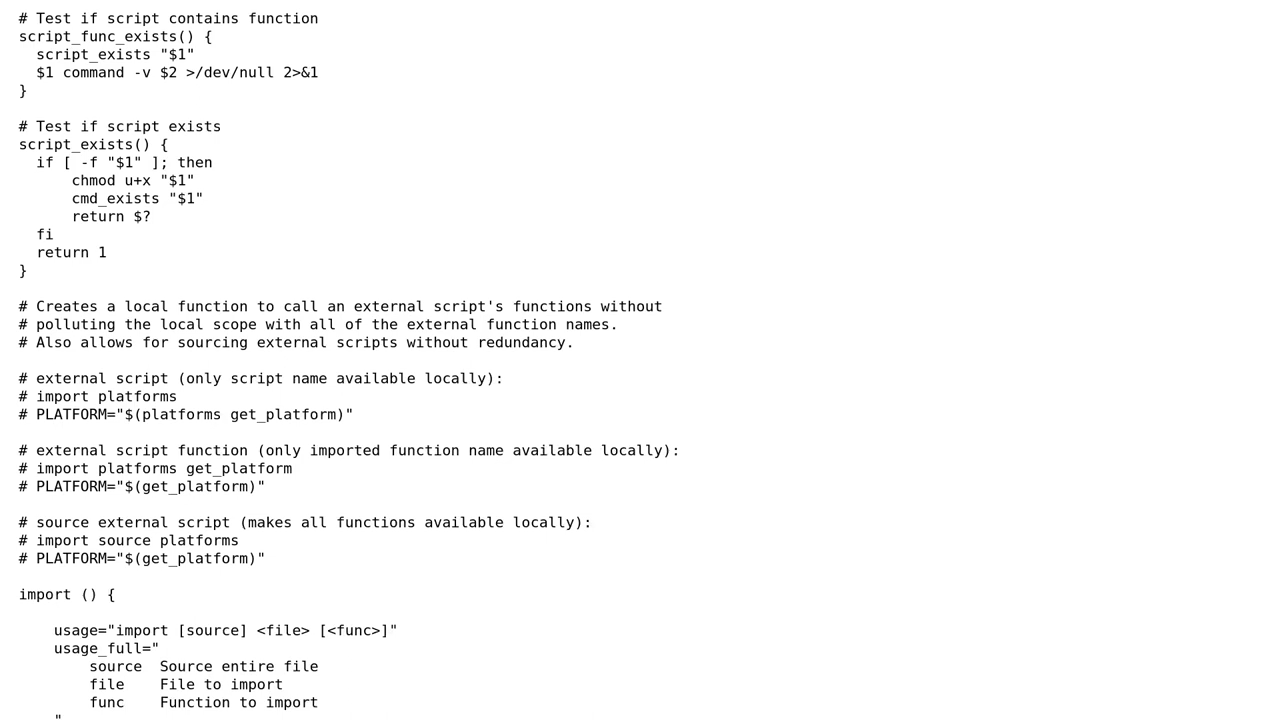 # Test if script contains function
script_func_exists() {
  script_exists "$1"
  $1 command -v $2 >/dev/null 2>&1
}

# Test if script exists
script_exists() {
  if [ -f "$1" ]; then
      chmod u+x "$1"
      cmd_exists "$1"
      return $?
  fi
  return 1
}

# Creates a local function to call an external script's functions without
# polluting the local scope with all of the external function names.
# Also allows for sourcing external scripts without redundancy.

# external script (only script name available locally):
# import platforms
# PLATFORM="$(platforms get_platform)"

# external script function (only imported function name available locally):
# import platforms get_platform
# PLATFORM="$(get_platform)"

# source external script (makes all functions available locally):
# import source platforms
# PLATFORM="$(get_platform)"

import () {

    usage="import [source] <file> [<func>]"
    usage_full="
        source  Source entire file
        file    File to import
        func    Function to import
    "